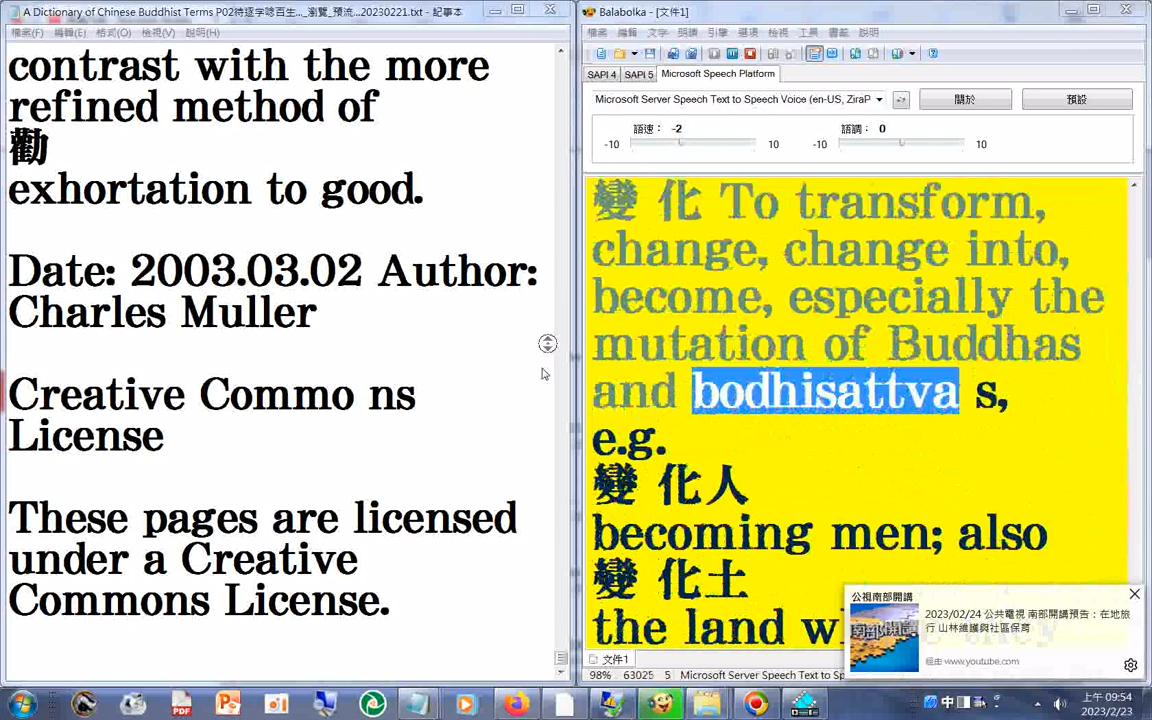 A Dictionary of Chinese Buddhist Terms P02待逐字唸百生..._瀏覽_預流...20230221.txt - 記事本
檔案(F) 編輯(E) 格式(O) 檢視(V) 說明(H)
contrast with the more
refined method of
勸
exhortation to good.
Date: 2003.03.02 Author:
Charles Muller
Creative Commo ns
License
These pages are licensed
under a Creative
Commons License.
Balabolka - [文件1]
檔案 編輯 文字 朗讀 引擎 選項 檢視 工具 書籤 說明
SAPI 4 SAPI 5 Microsoft Speech Platform
Microsoft Server Speech Text to Speech Voice (en-US, ZiraP
關於 預設
語速： -2 語調： 0
-10 10 -10 10
變 化 To transform,
change, change into,
become, especially the
mutation of Buddhas
and bodhisattva s,
e.g.
變 化人
becoming men; also
變 化土
the land w
公視南部開講
2023/02/24 公共電視 南部開講預告：在地旅
行 山林維護與社區保育
經由 www.youtube.com
南部開講
文件1
98% 63025 5 Microsoft Server Speech Text to Sp
中
上午 09:54
2023/2/23